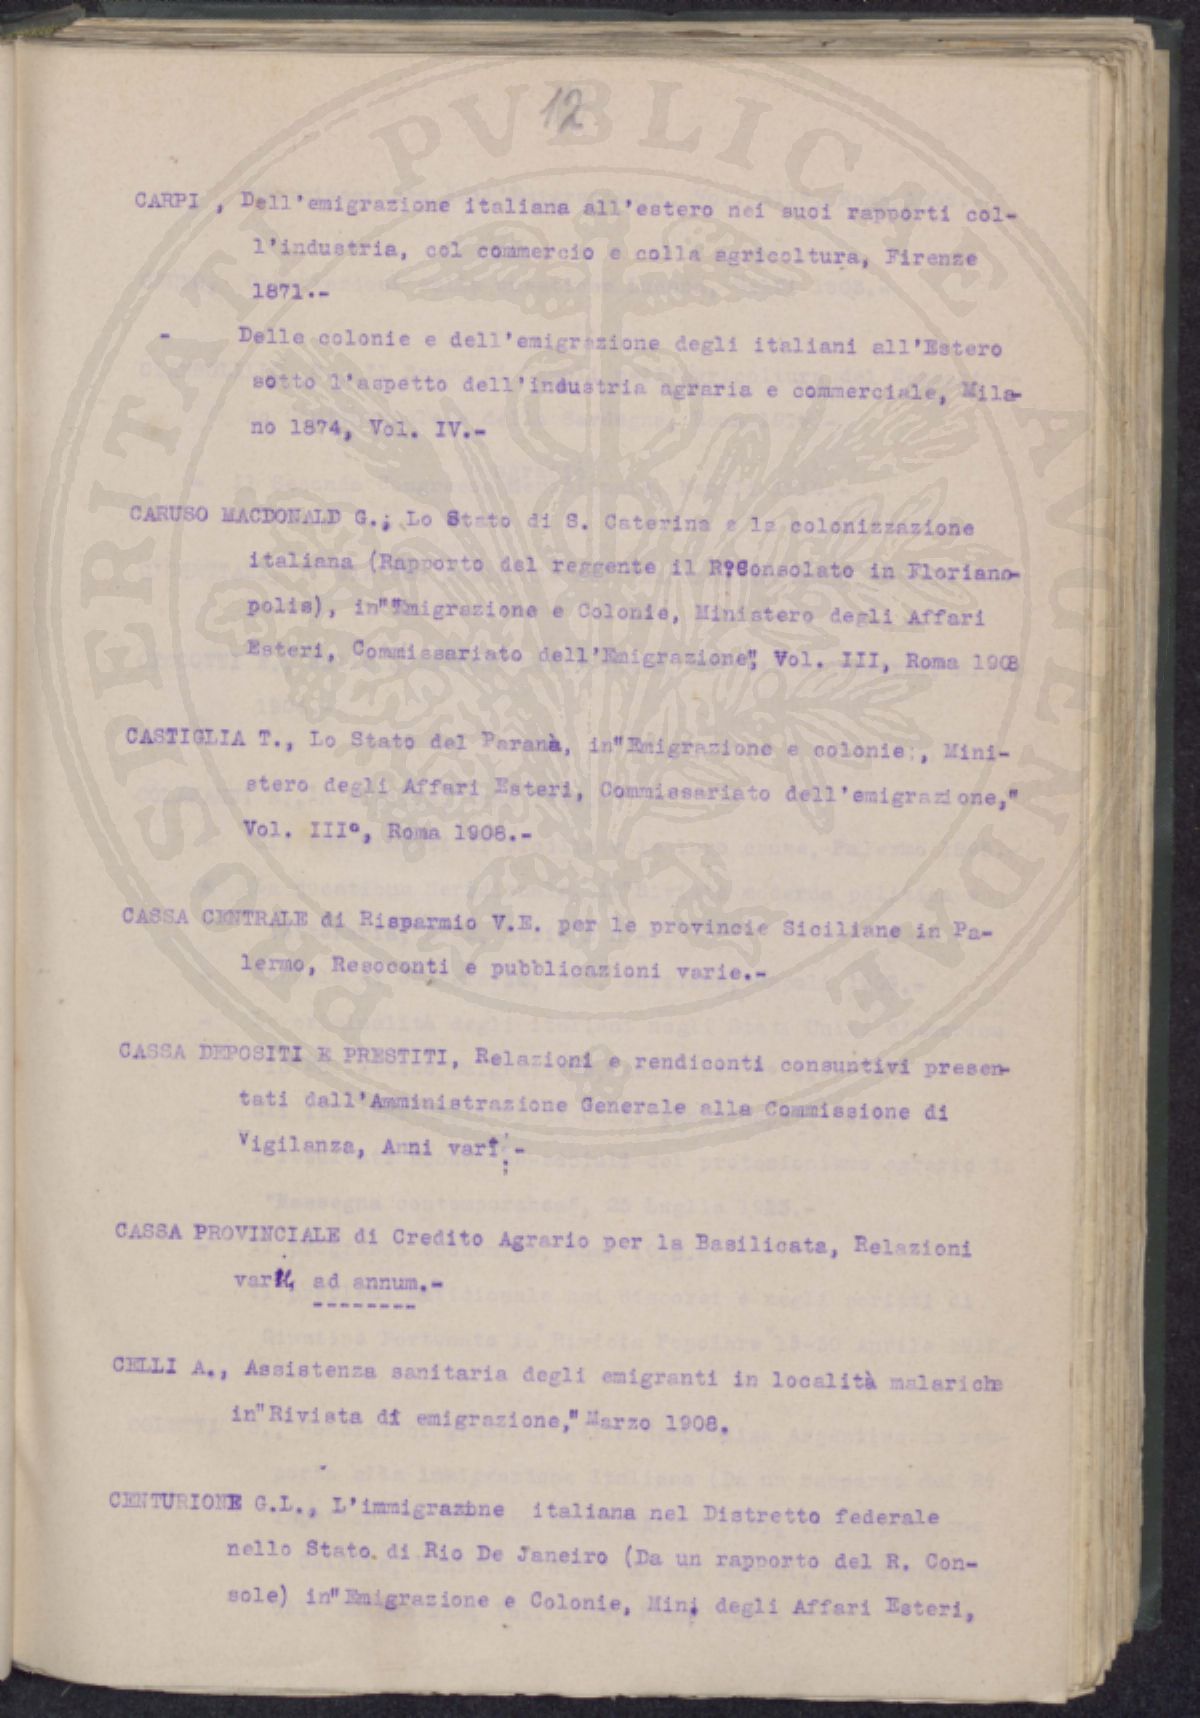 12
CARPI , Dell'emigrazione italiana all'estero nei suoi rapporti col-
l'industria, col commercio e colla agricoltura, Firenze
1871.-
- Delle colonie e dell'emigrazione degli italiani all'Estero
sotto l'aspetto dell'industria agraria e commerciale, Mila-
no 1874, Vol. IV.-
CARUSO MACDONALD G.; Lo Stato di S. Caterina e la colonizzazione
italiana (Rapporto del reggente il R° Consolato in Floriano-
polis), in "Emigrazione e Colonie, Ministero degli Affari
Esteri, Commissariato dell'Emigrazione", Vol. III, Roma 1908
CASTIGLIA T., Lo Stato del Paranà, in "Emigrazione e colonie;, Mini-
stero degli Affari Esteri, Commissariato dell'emigrazione,"
Vol. III°, Roma 1908.-
CASSA CENTRALE di Risparmio V.E. per le provincie Siciliane in Pa-
lermo, Resoconti e pubblicazioni varie.-
CASSA DEPOSITI E PRESTITI, Relazioni e rendiconti consuntivi presen-
tati dall'Amministrazione Generale alla Commissione di
Vigilanza, Anni vari.-
CASSA PROVINCIALE di Credito Agrario per la Basilicata, Relazioni
varie, ad annum.-
CELLI A., Assistenza sanitaria degli emigranti in località malariche
in "Rivista di emigrazione," Marzo 1908.
CENTURIONE G.L., L'immigrazine italiana nel Distretto federale
nello Stato di Rio De Janeiro (Da un rapporto del R. Con-
sole) in "Emigrazione e Colonie, Min. degli Affari Esteri,
PROSPERITATI PVBLICAE AVGENDAE